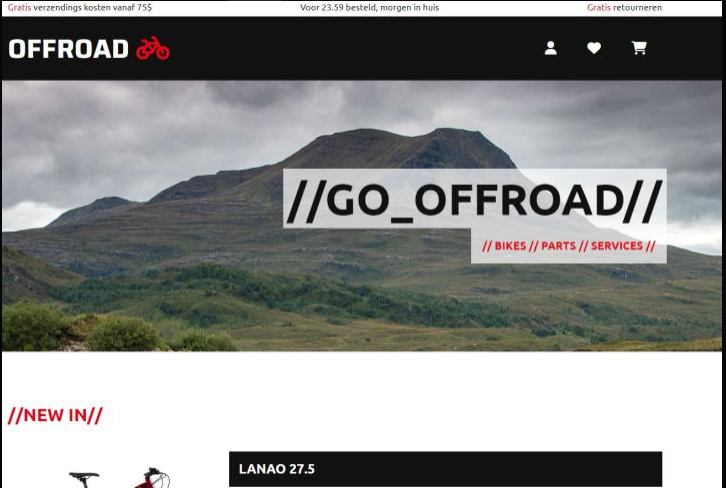 Gratis verzendings kosten vanaf 75$
Voor 23.59 besteld, morgen in huis
Gratis retourneren
OFFROAD
//GO_OFFROAD//
// BIKES // PARTS // SERVICES //
//NEW IN//
LANAO 27.5